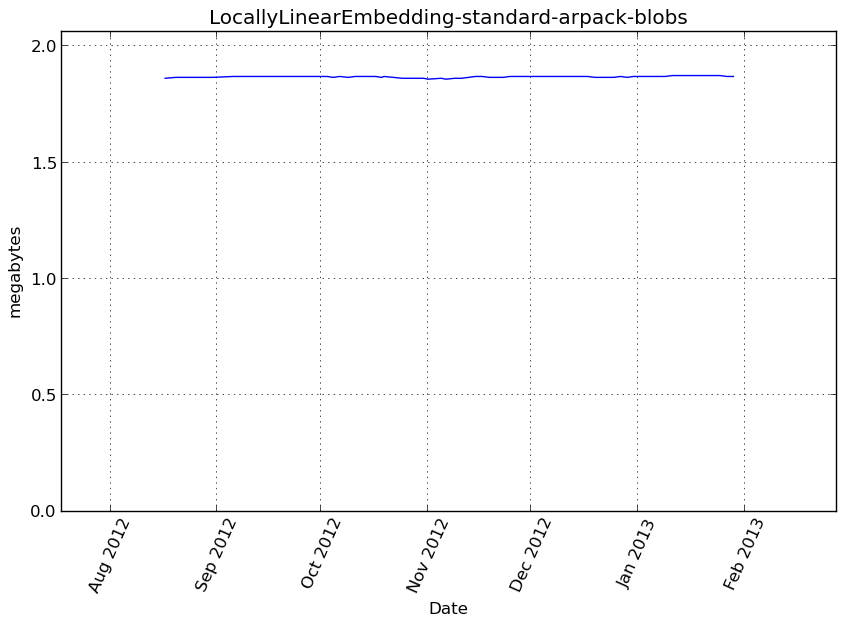 LocallyLinearEmbedding-standard-arpack-blobs
2.0
1.5
1.0
0.5
0.0
megabytes
Aug 2012
Sep 2012
Oct 2012
Nov 2012
Dec 2012
Jan 2013
Feb 2013
Date